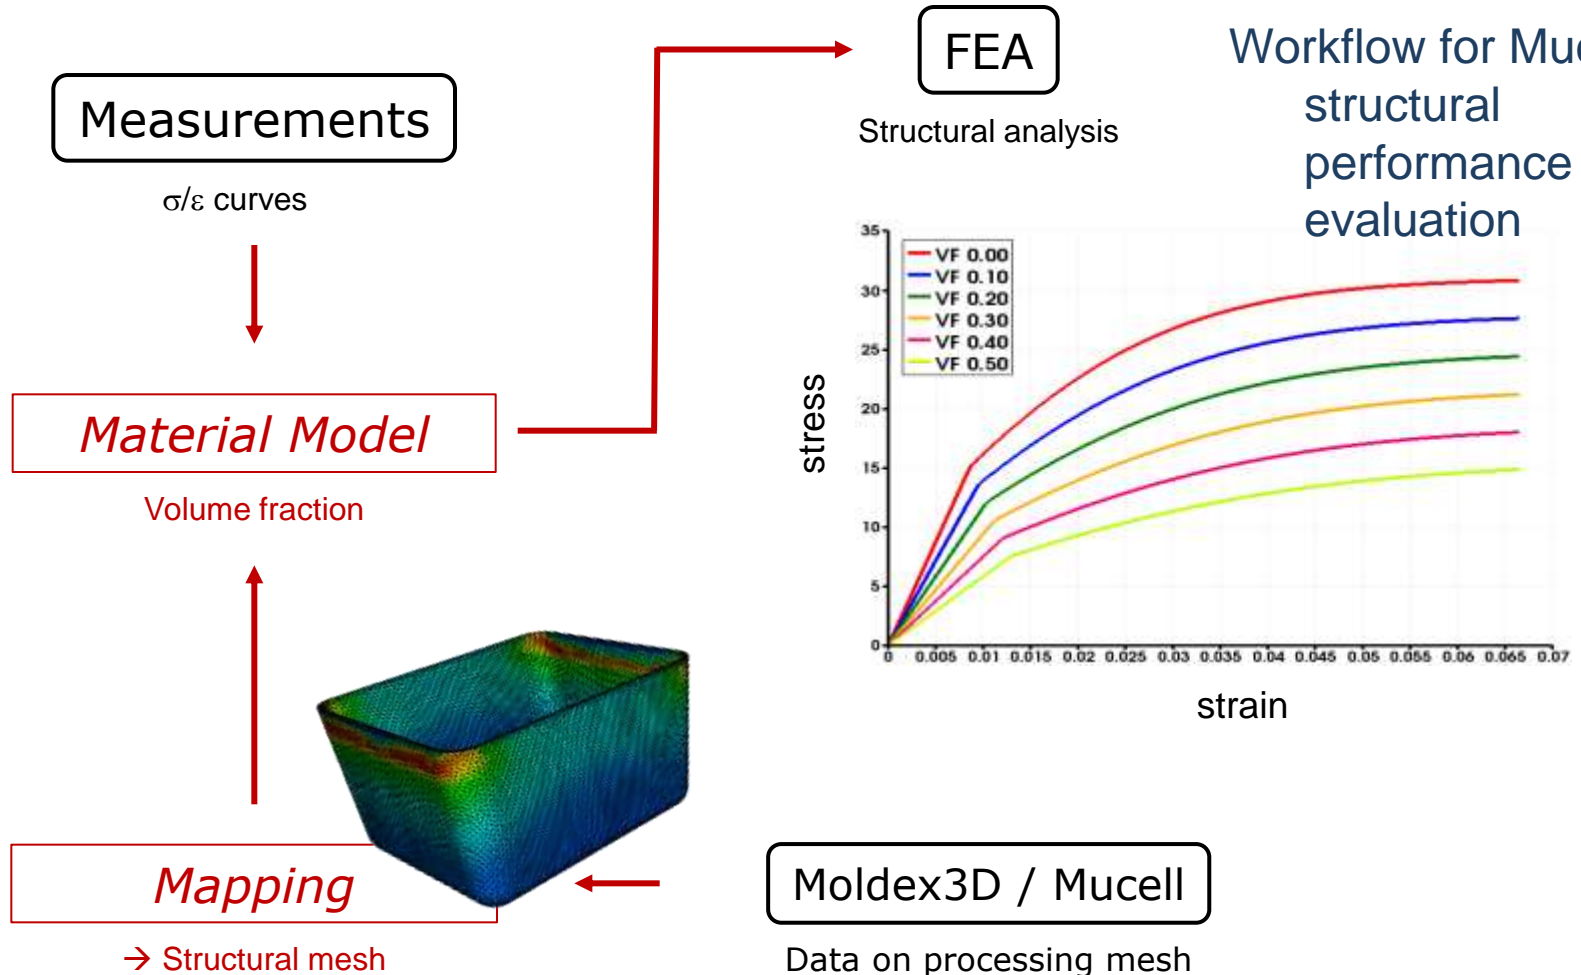 FEA
Structural analysis
Workflow for Muc
structural
performance
evaluation
Measurements
σ/ε curves
Material Model
Volume fraction
Mapping
→ Structural mesh
Moldex3D / Mucell
Data on processing mesh
stress
35
30
25
20
15
10
5
0
VF 0.00
VF 0.10
VF 0.20
VF 0.30
VF 0.40
VF 0.50
0 0.005 0.01 0.015 0.02 0.025 0.03 0.035 0.04 0.045 0.05 0.055 0.06 0.065 0.07
strain